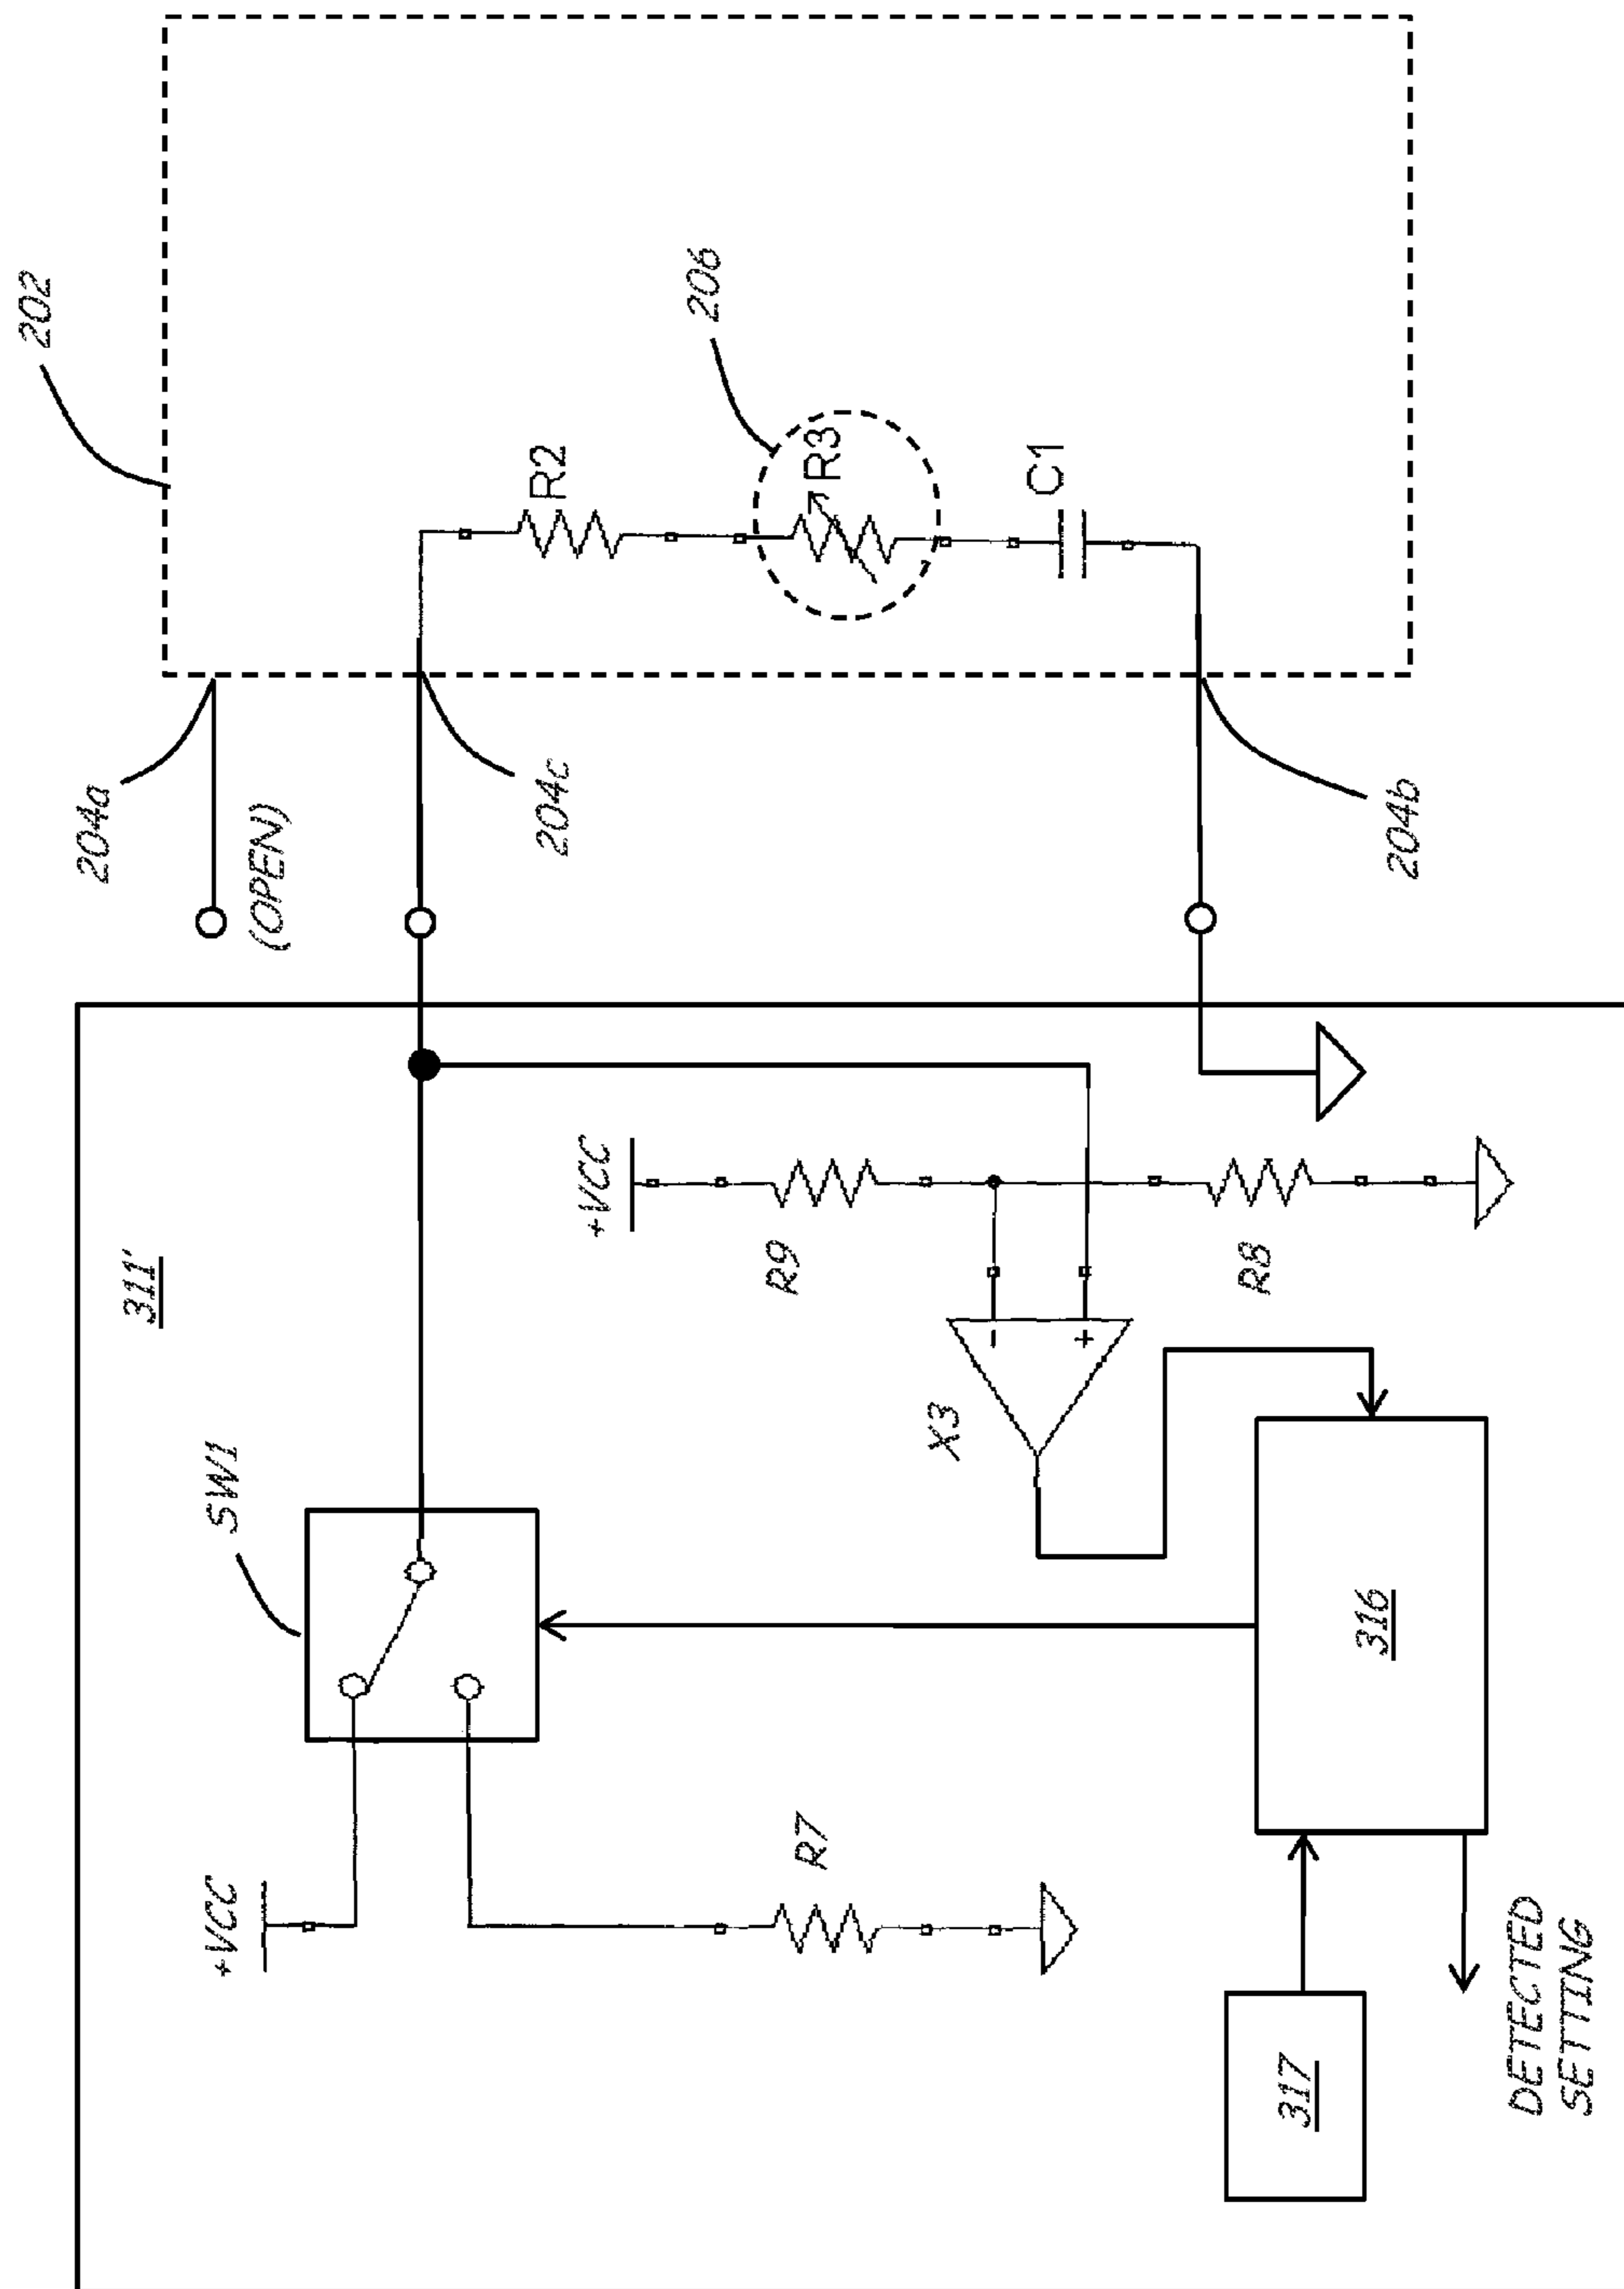 202
204a
(OPEN)
204c
204b
R2
206
R3
C1
311'
SW1
+VCC
R9
R8
-
+
X3
+VCC
R7
316
317
DETECTED
SETTING